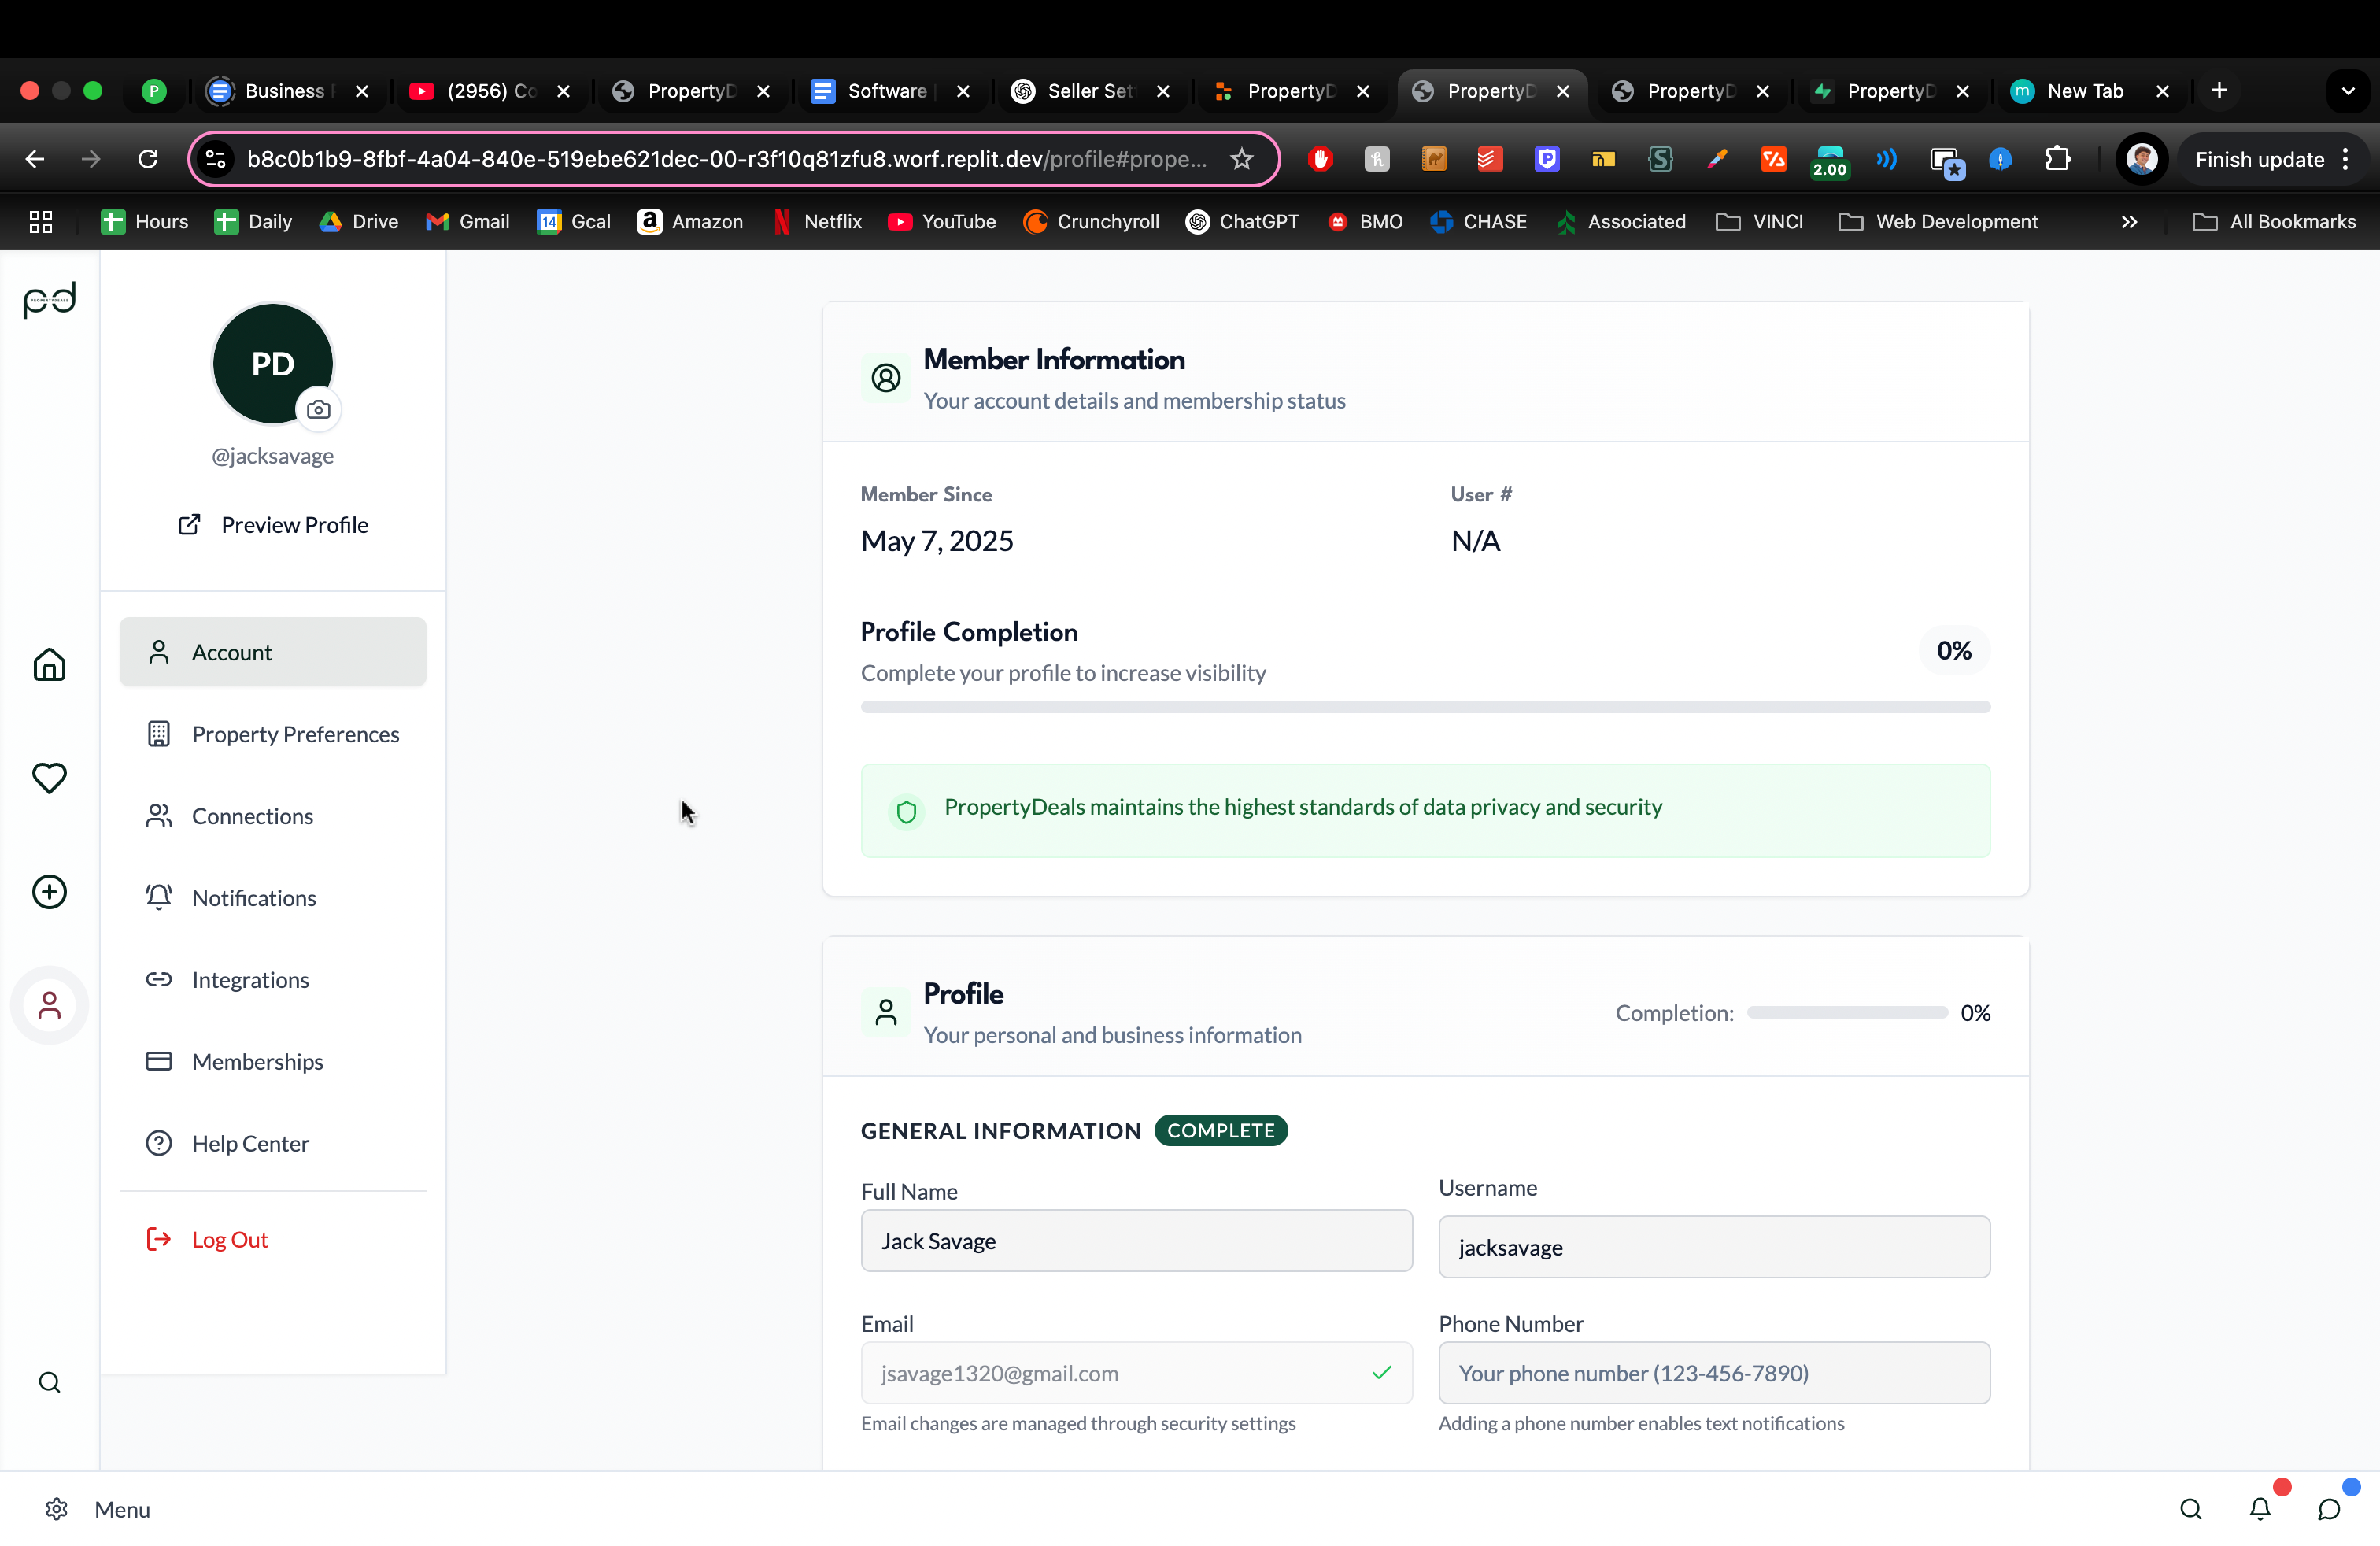 P
Business
(2956) Co
PropertyD
Software
Seller Set
PropertyD
PropertyD
PropertyD
PropertyD
m
New Tab
b8c0b1b9-8fbf-4a04-840e-519ebe621dec-00-r3f10q81zfu8.worf.replit.dev/profile#prope...
2.00
Finish update
Hours
Daily
Drive
Gmail
14
Gcal
a
Amazon
Netflix
YouTube
Crunchyroll
ChatGPT
BMO
CHASE
Associated
VINCI
Web Development
All Bookmarks
pd
PROPERTYDEALS
PD
@jacksavage
Preview Profile
Account
Property Preferences
Connections
Notifications
Integrations
Memberships
Help Center
Log Out
Member Information
Your account details and membership status
Member Since
User #
May 7, 2025
N/A
Profile Completion
0%
Complete your profile to increase visibility
PropertyDeals maintains the highest standards of data privacy and security
Profile
Your personal and business information
Completion:
0%
GENERAL INFORMATION
COMPLETE
Full Name
Username
Jack Savage
jacksavage
Email
Phone Number
jsavage1320@gmail.com
Your phone number (123-456-7890)
Email changes are managed through security settings
Adding a phone number enables text notifications
Menu